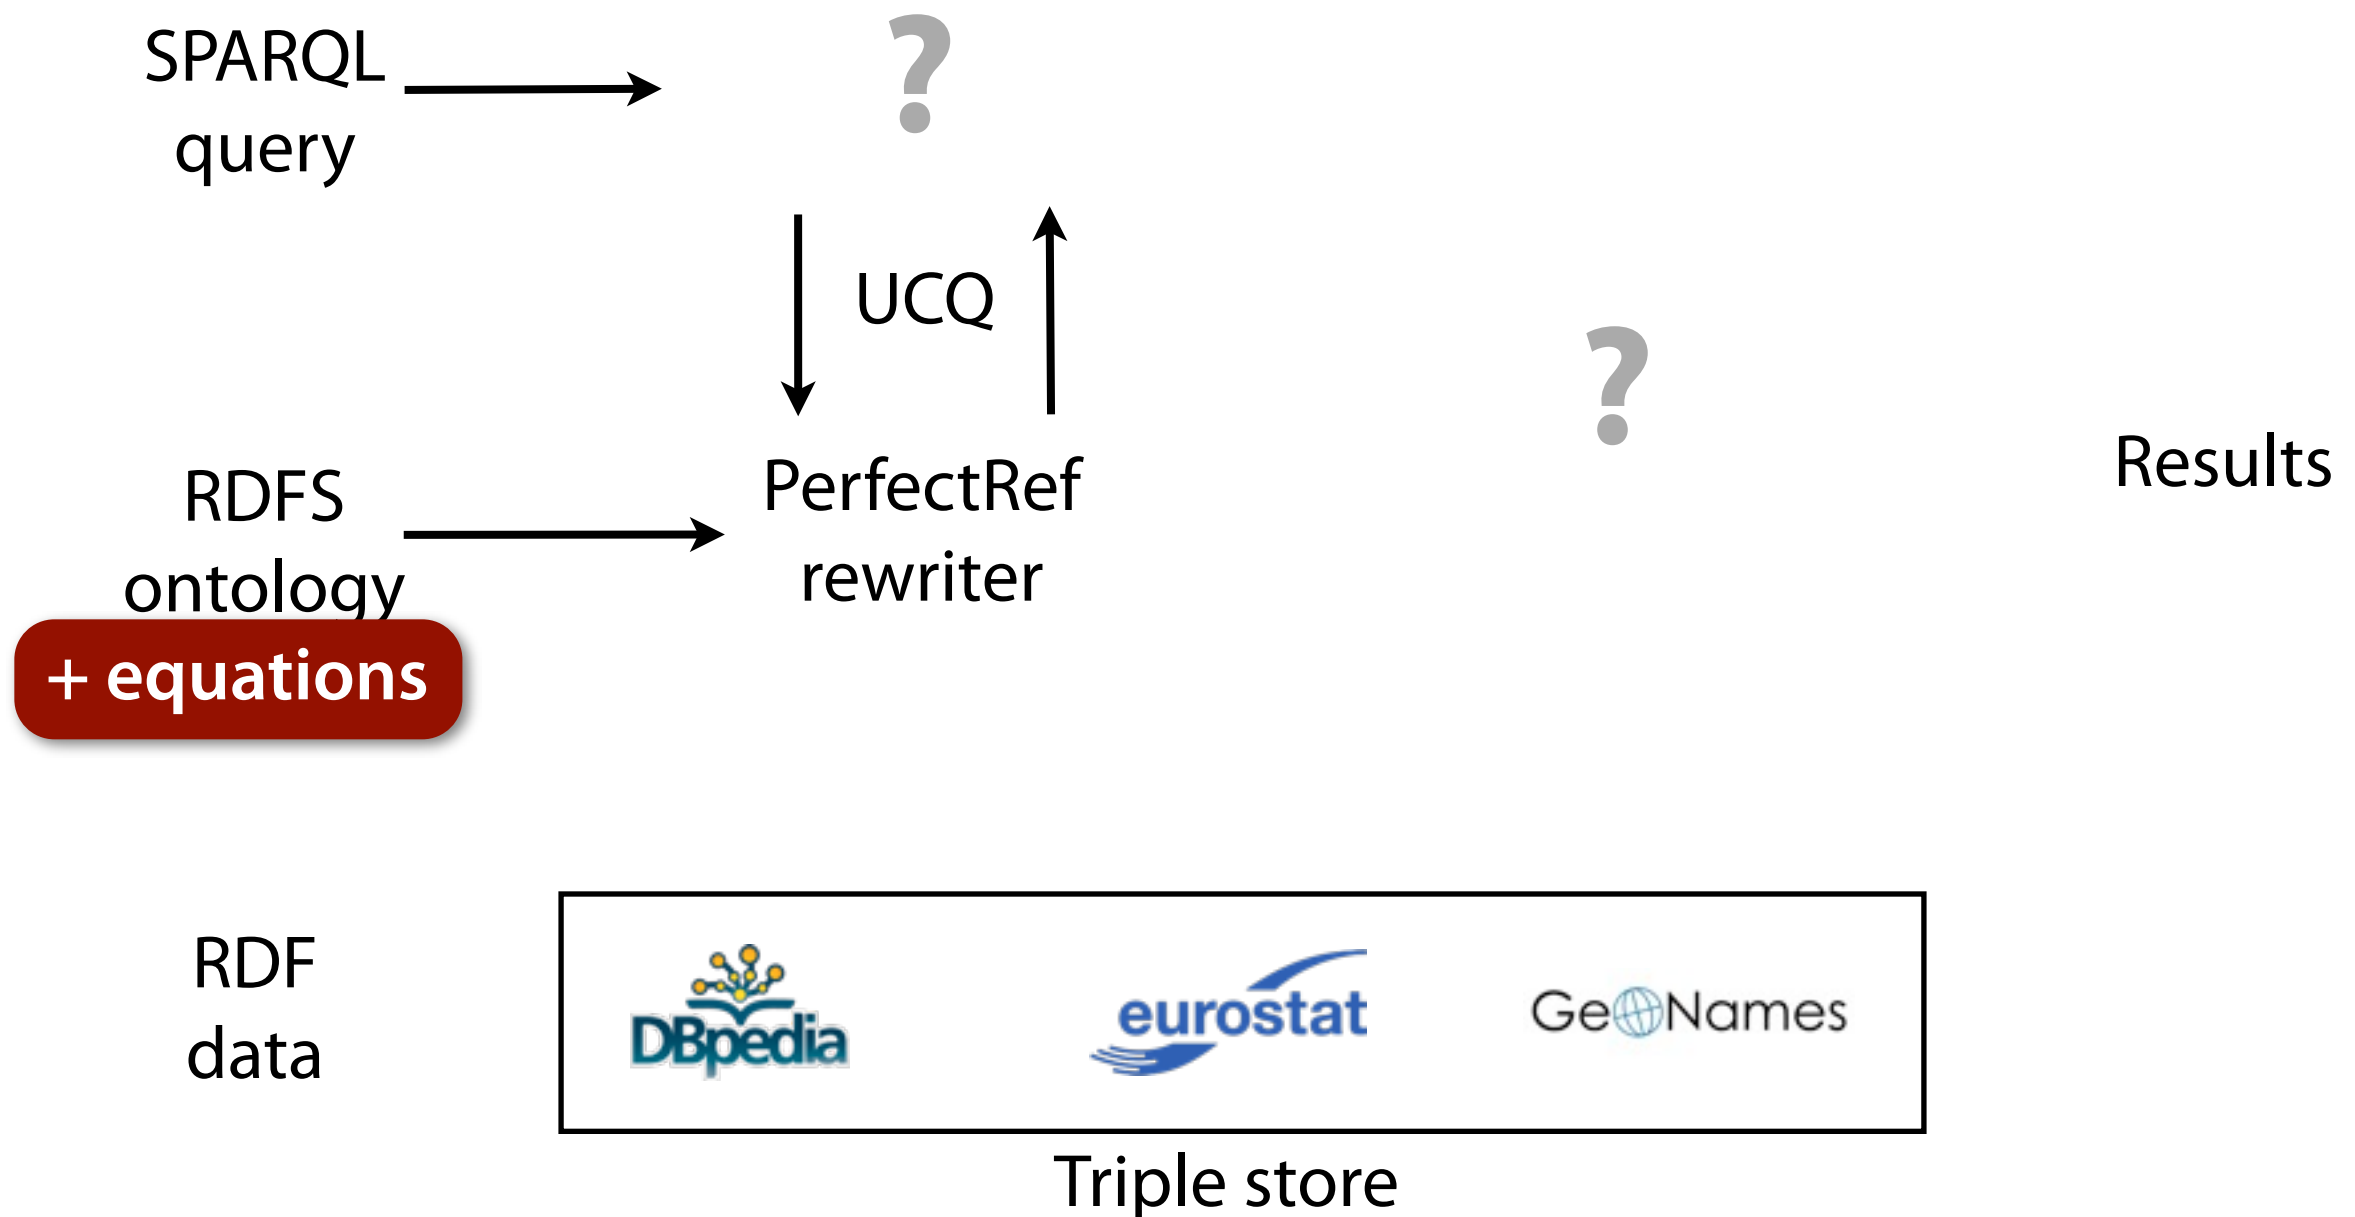 SPARQL
query
?
UCQ
?
RDFS
ontology
+ equations
PerfectRef
rewriter
Results
RDF
data
DBpedia
eurostat
GeoNames
Triple store